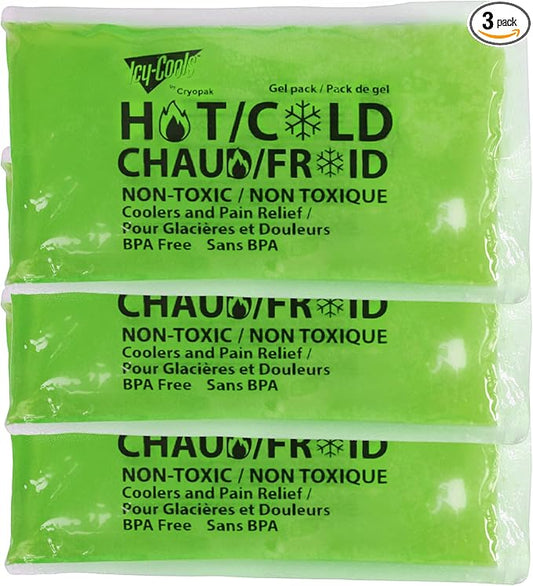 3 pack
Icy-Cools
by Cryopak
Gel pack / Pack de gel
HOT/COLD
CHAUD/FROID
NON-TOXIC / NON TOXIQUE
Coolers and Pain Relief /
Pour Glacières et Douleurs
BPA Free Sans BPA
CHAUD/FROID
NON-TOXIC / NON TOXIQUE
Coolers and Pain Relief /
Pour Glacières et Douleurs
BPA Free Sans BPA
CHAUD/FROID
NON-TOXIC / NON TOXIQUE
Coolers and Pain Relief /
Pour Glacières et Douleurs
BPA Free Sans BPA